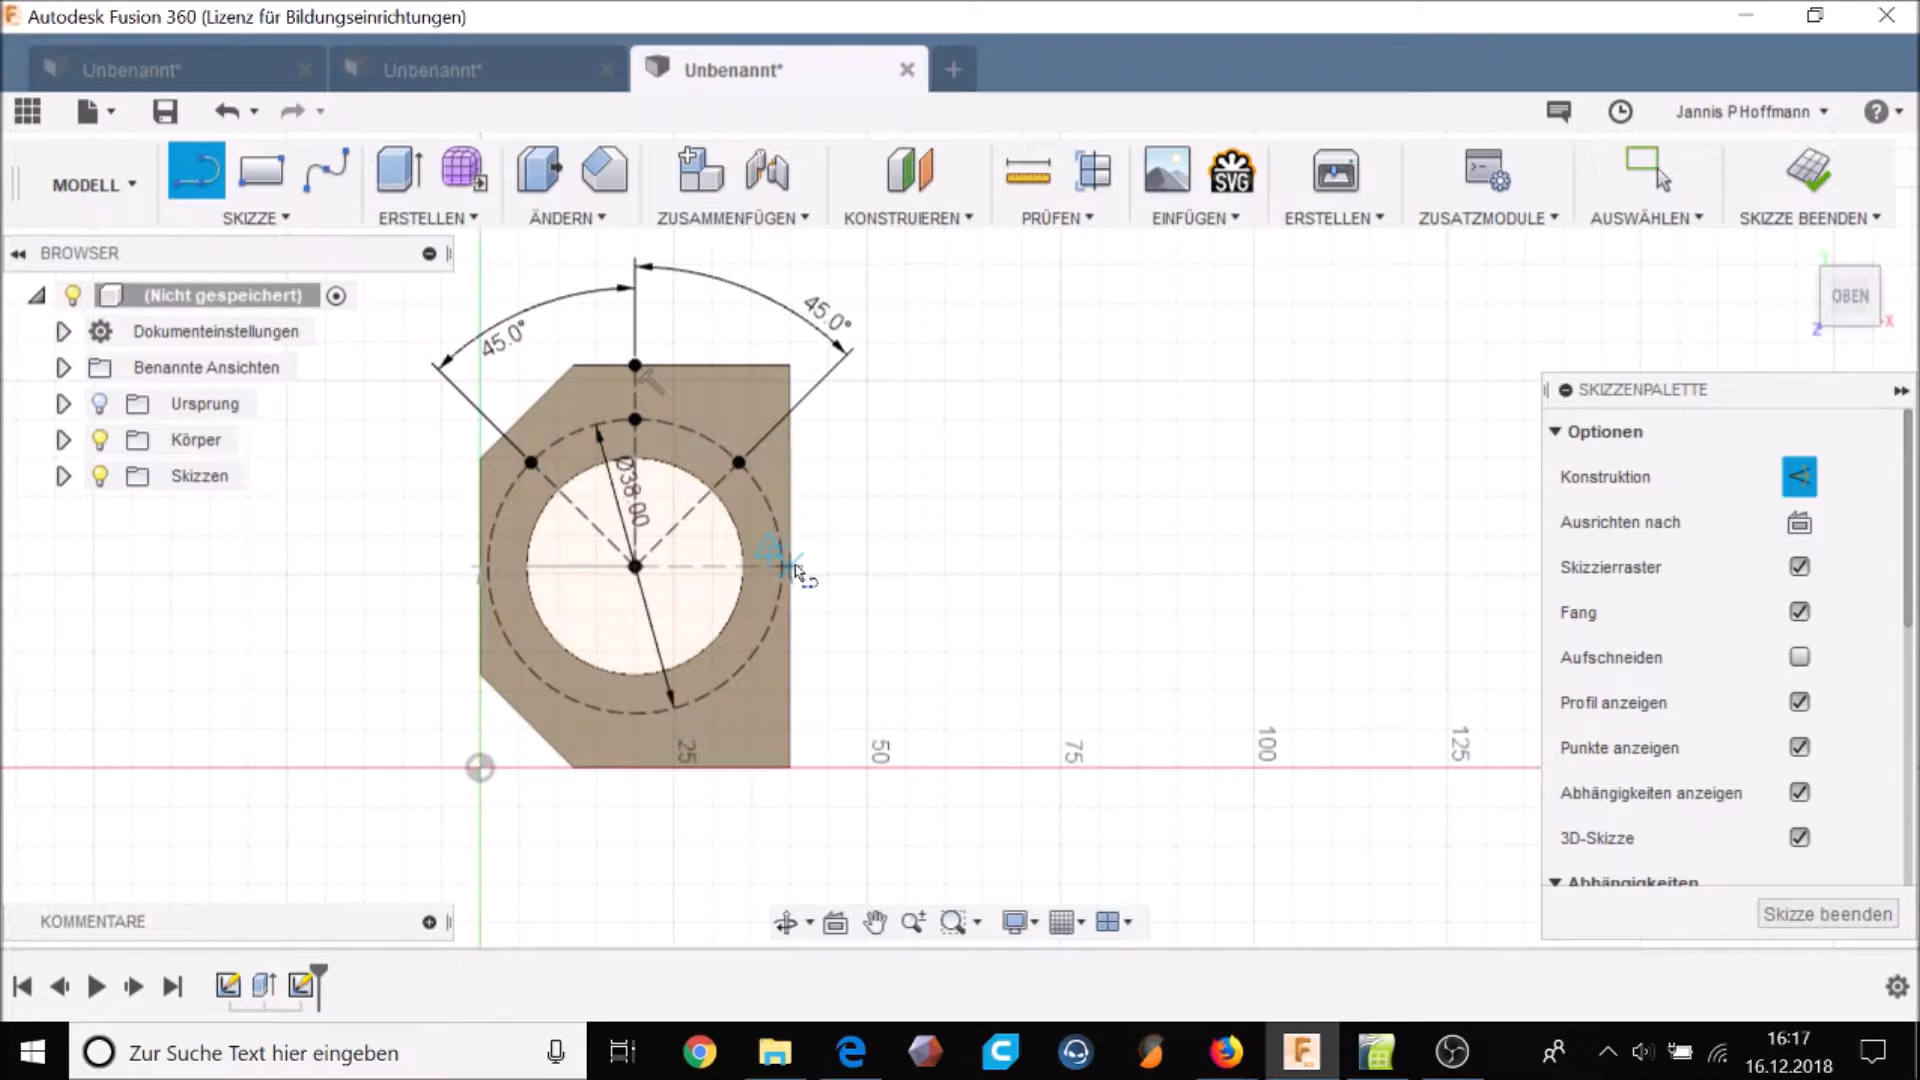 Autodesk Fusion 360 (Lizenz für Bildungseinrichtungen)
Unbenannt*
Unbenannt*
Unbenannt*
Jannis P Hoffmann
MODELL
SKIZZE
ERSTELLEN
ÄNDERN
ZUSAMMENFÜGEN
KONSTRUIEREN
PRÜFEN
SVG
EINFÜGEN
ERSTELLEN
ZUSATZMODULE
AUSWÄHLEN
SKIZZE BEENDEN
BROWSER
(Nicht gespeichert)
Dokumenteinstellungen
Benannte Ansichten
Ursprung
Körper
Skizzen
45.0°
45.0°
Ø38.00
25
50
75
100
125
OBEN
X
Y
Z
SKIZZENPALETTE
Optionen
Konstruktion
Ausrichten nach
Skizzierraster
Fang
Aufschneiden
Profil anzeigen
Punkte anzeigen
Abhängigkeiten anzeigen
3D-Skizze
Abhängigkeiten
Skizze beenden
KOMMENTARE
Zur Suche Text hier eingeben
16:17
16.12.2018